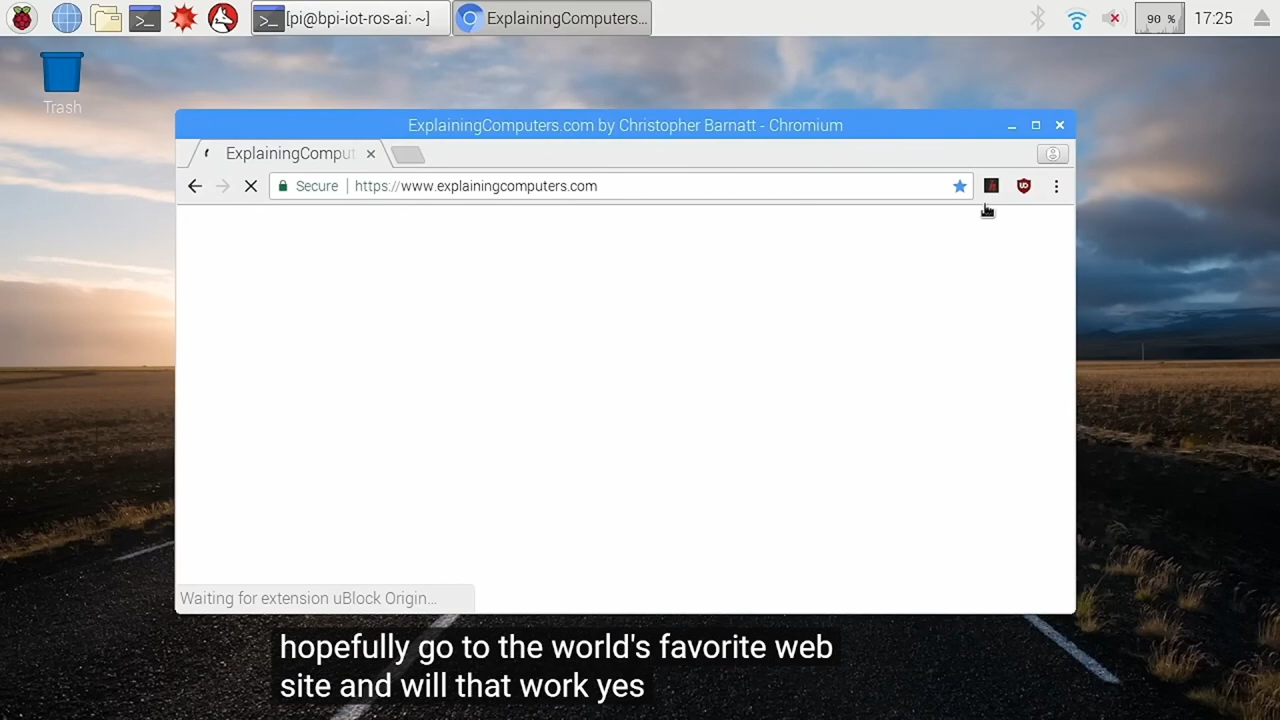 [pi@bpi-iot-ros-ai: ~]
ExplainingComputers...
90 %
17:25
Trash
ExplainingComputers.com by Christopher Barnatt - Chromium
ExplainingComput
Secure
https://www.explainingcomputers.com
Waiting for extension uBlock Origin...
hopefully go to the world's favorite web
site and will that work yes